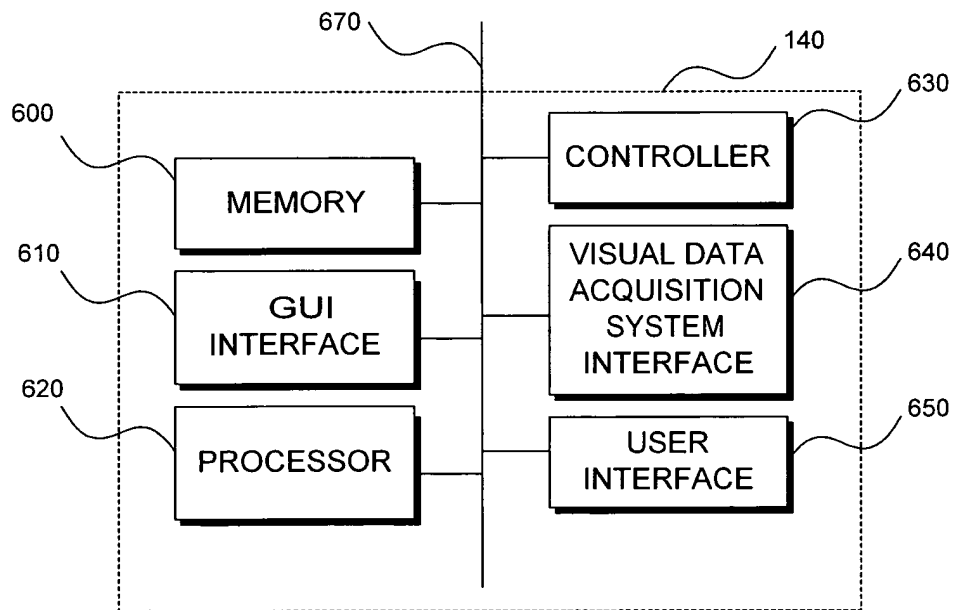 670
140
600
MEMORY
610
GUI
INTERFACE
620
PROCESSOR
630
CONTROLLER
640
VISUAL DATA
ACQUISITION
SYSTEM
INTERFACE
650
USER
INTERFACE